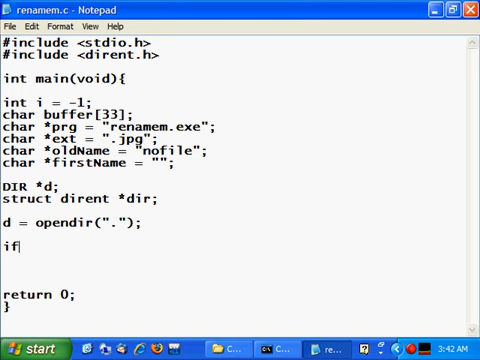 renamem.c - Notepad
File Edit Format View Help
#include <stdio.h>
#include <dirent.h>
int main(void){
int i = -1;
char buffer[33];
char *prg = "renamem.exe";
char *ext = ".jpg";
char *oldName = "nofile";
char *firstName = "";
DIR *d;
struct dirent *dir;
d = opendir(".");
if
return 0;
}
start C... C... re... 3:42 AM